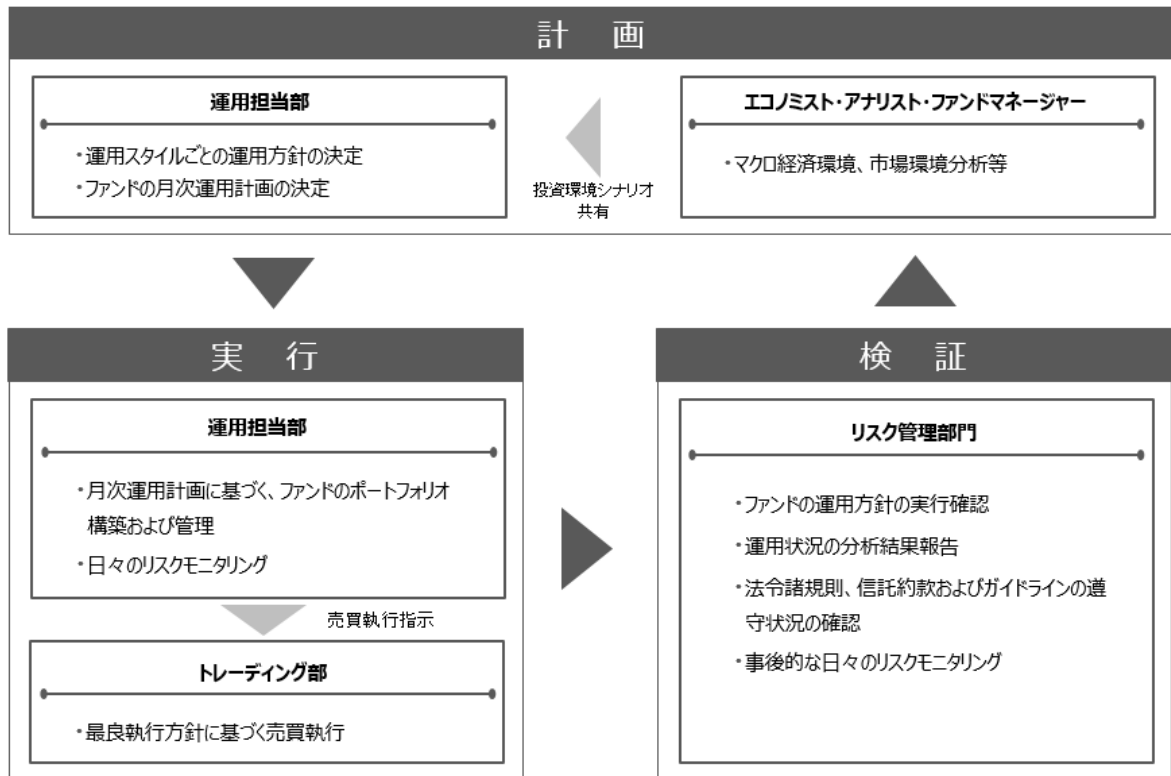 計 画
運用担当部
・運用スタイルごとの運用方針の決定
・ファンドの月次運用計画の決定
投資環境シナリオ
共有
エコノミスト・アナリスト・ファンドマネージャー
・マクロ経済環境、市場環境分析等
実 行
運用担当部
・月次運用計画に基づく、ファンドのポートフォリオ
構築および管理
・日々のリスクモニタリング
売買執行指示
トレーディング部
・最良執行方針に基づく売買執行
検 証
リスク管理部門
・ファンドの運用方針の実行確認
・運用状況の分析結果報告
・法令諸規則、信託約款およびガイドラインの遵
守状況の確認
・事後的な日々のリスクモニタリング